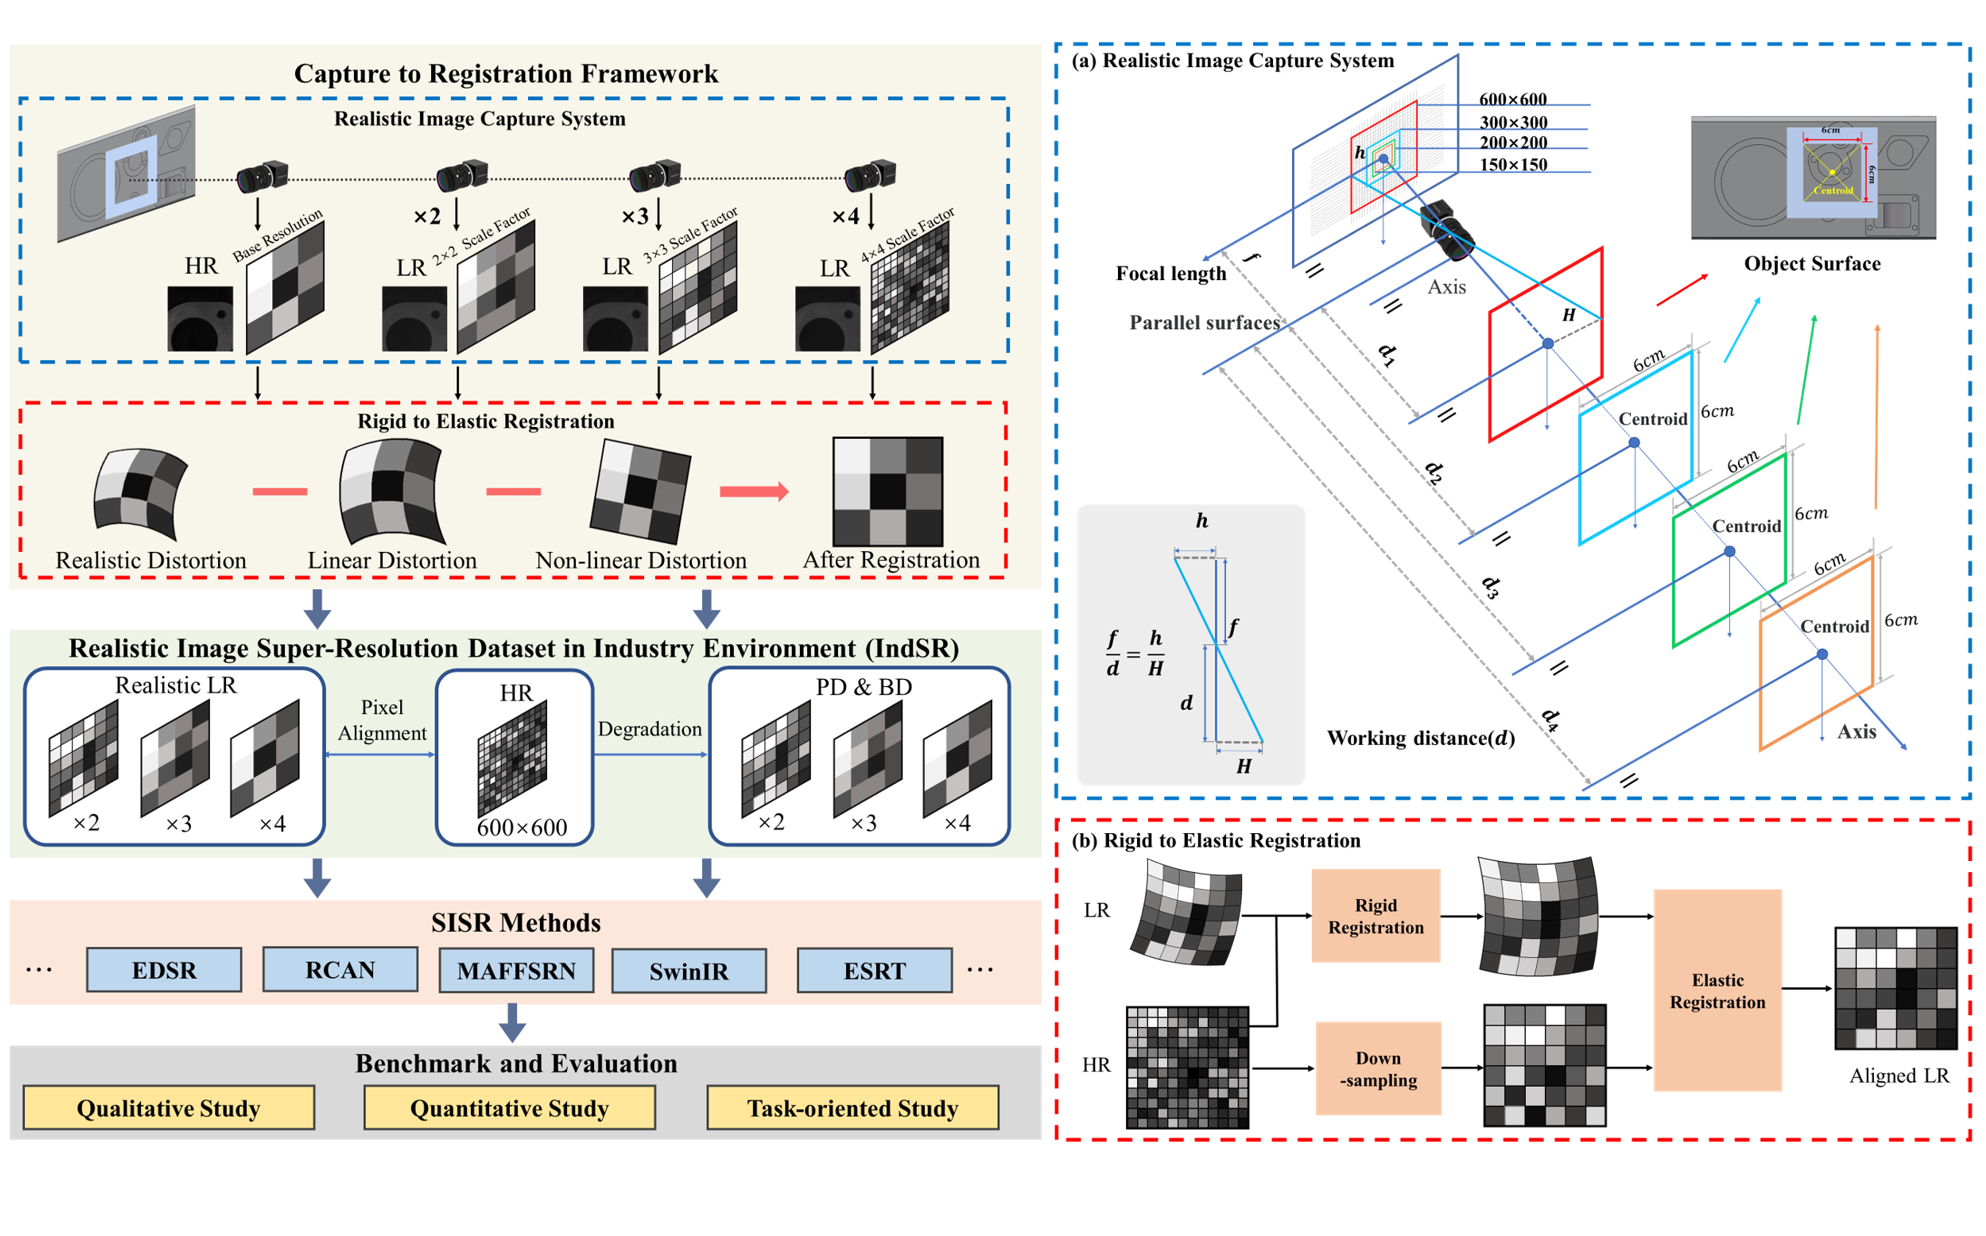 Capture to Registration Framework
Realistic Image Capture System
×2
×3
×4
HR
Base Resolution
LR
2×2 Scale Factor
LR
3×3 Scale Factor
LR
4×4 Scale Factor
Rigid to Elastic Registration
Realistic Distortion
Linear Distortion
Non-linear Distortion
After Registration
Realistic Image Super-Resolution Dataset in Industry Environment (IndSR)
Realistic LR
×2
×3
×4
Pixel
Alignment
HR
600×600
Degradation
PD & BD
×2
×3
×4
SISR Methods
...
EDSR
RCAN
MAFFSRN
SwinIR
ESRT
...
Benchmark and Evaluation
Qualitative Study
Quantitative Study
Task-oriented Study
(a) Realistic Image Capture System
600×600
300×300
200×200
150×150
h
f
Focal length
Parallel surfaces
Axis
H
6cm
6cm
Centroid
Object Surface
d1
d2
d3
d4
6cm
Centroid
6cm
6cm
Centroid
6cm
6cm
Centroid
6cm
Axis
Working distance(d)
h
f
f/d = h/H
d
H
(b) Rigid to Elastic Registration
LR
Rigid
Registration
HR
Down
-sampling
Elastic
Registration
Aligned LR